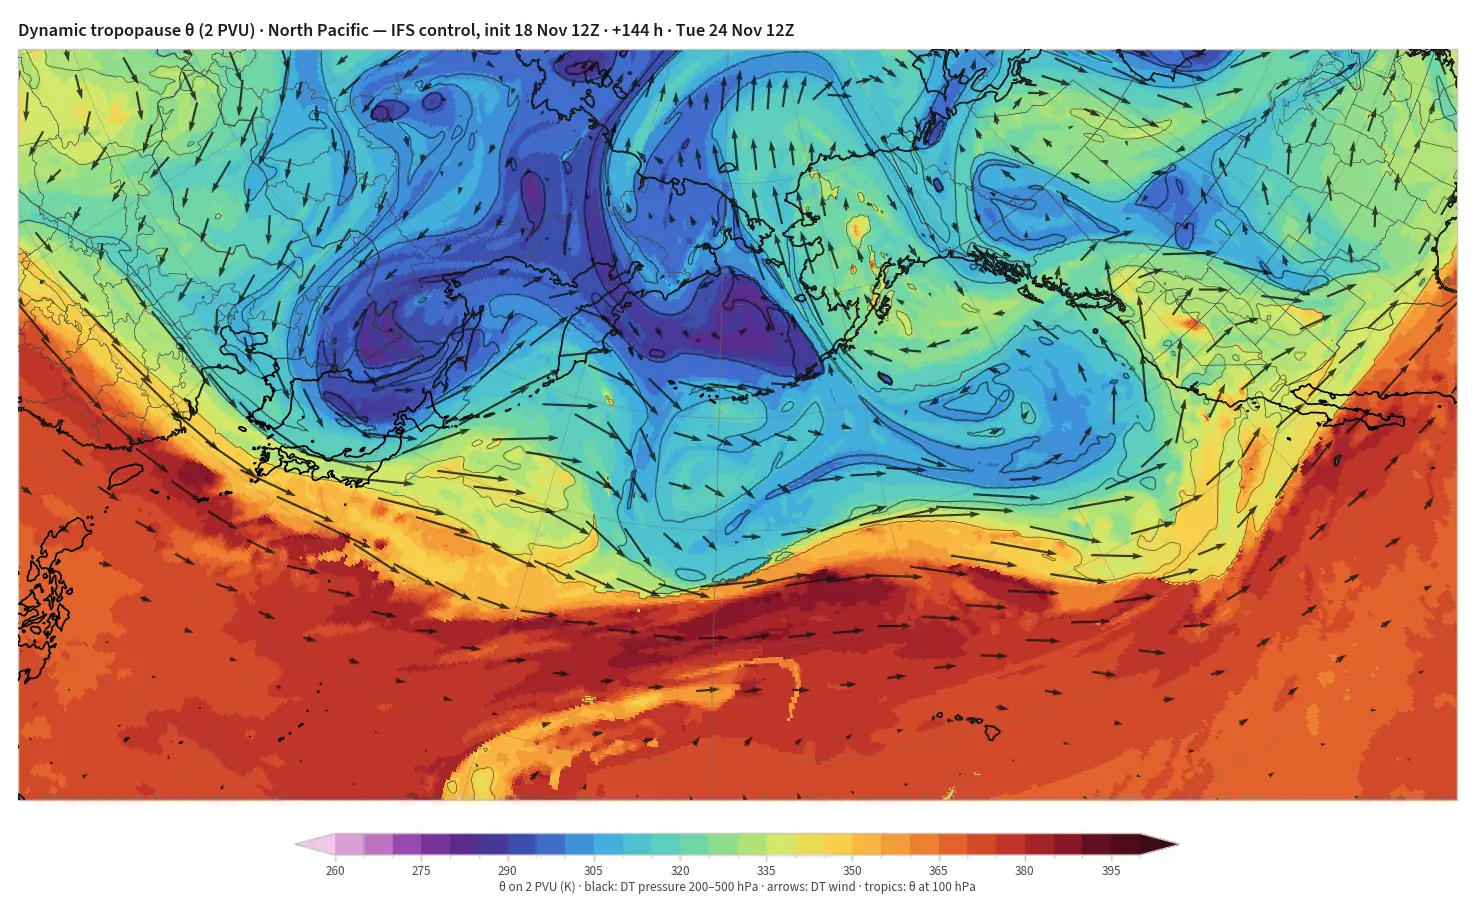 Dynamic tropopause θ (2 PVU) · North Pacific — IFS control, init 18 Nov 12Z · +144 h · Tue 24 Nov 12Z
260 275 290 305 320 335 350 365 380 395
θ on 2 PVU (K) · black: DT pressure 200–500 hPa · arrows: DT wind · tropics: θ at 100 hPa